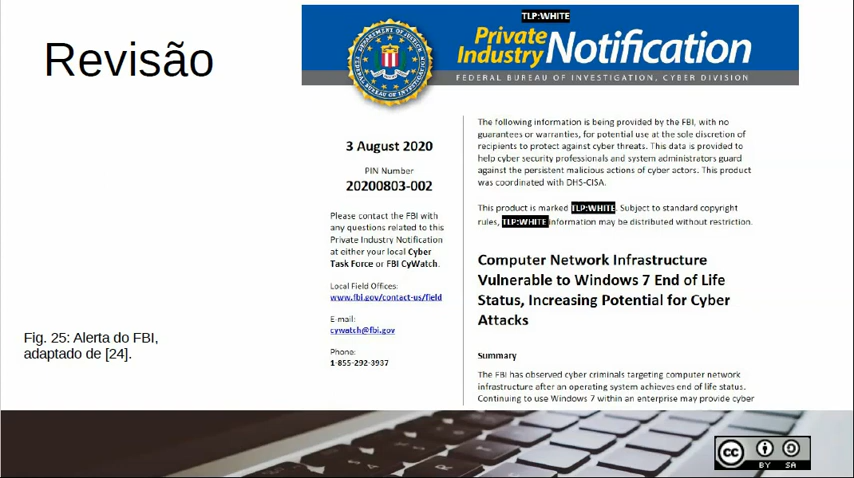 Revisão
TLP:WHITE
Private
Industry Notification
FEDERAL BUREAU OF INVESTIGATION, CYBER DIVISION
3 August 2020
PIN Number
20200803-002
Please contact the FBI with
any questions related to this
Private Industry Notification
at either your local Cyber
Task Force or FBI CyWatch.
Local Field Offices:
www.fbi.gov/contact-us/field
E-mail:
cywatch@fbi.gov
Phone:
1-855-292-3937
The following information is being provided by the FBI, with no
guarantees or warranties, for potential use at the sole discretion of
recipients to protect against cyber threats. This data is provided to
help cyber security professionals and system administrators guard
against the persistent malicious actions of cyber actors. This product
was coordinated with DHS-CISA.
This product is marked TLP:WHITE. Subject to standard copyright
rules, TLP:WHITE information may be distributed without restriction.
Computer Network Infrastructure
Vulnerable to Windows 7 End of Life
Status, Increasing Potential for Cyber
Attacks
Summary
The FBI has observed cyber criminals targeting computer network
infrastructure after an operating system achieves end of life status.
Continuing to use Windows 7 within an enterprise may provide cyber
Fig. 25: Alerta do FBI,
adaptado de [24].
cc
BY SA